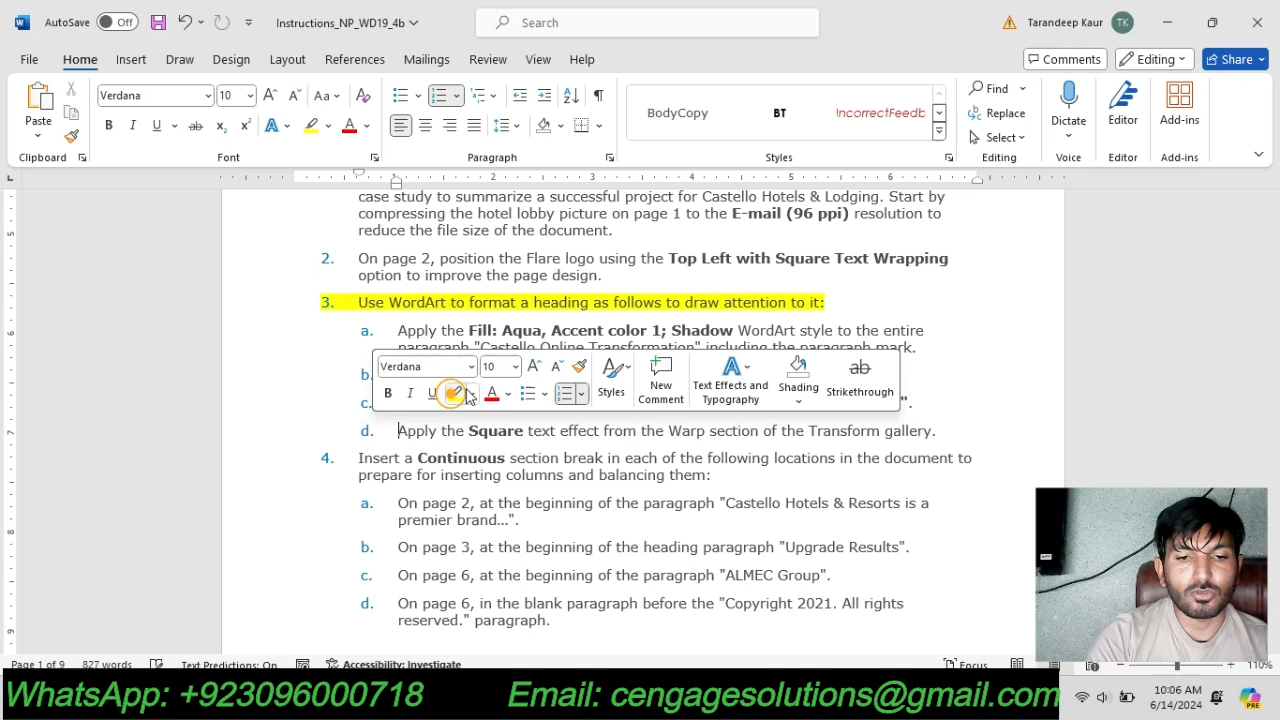 AutoSave Off Instructions_NP_WD19_4b Search Tarandeep Kaur TK
File Home Insert Draw Design Layout References Mailings Review View Help Comments Editing Share
Paste Verdana 10 Aa BodyCopy BT IncorrectFeedb Find Replace Select Dictate Editor Add-ins
Clipboard Font Paragraph Styles Editing Voice Editor Add-ins
case study to summarize a successful project for Castello Hotels & Lodging. Start by
compressing the hotel lobby picture on page 1 to the E-mail (96 ppi) resolution to
reduce the file size of the document.
2. On page 2, position the Flare logo using the Top Left with Square Text Wrapping
option to improve the page design.
3. Use WordArt to format a heading as follows to draw attention to it:
a. Apply the Fill: Aqua, Accent color 1; Shadow WordArt style to the entire
paragraph "Castello Online Transformation" including the paragraph mark.
b.
Verdana 10 Styles New Comment Text Effects and Typography Shading Strikethrough
c. ".
d. Apply the Square text effect from the Warp section of the Transform gallery.
4. Insert a Continuous section break in each of the following locations in the document to
prepare for inserting columns and balancing them:
a. On page 2, at the beginning of the paragraph "Castello Hotels & Resorts is a
premier brand…".
b. On page 3, at the beginning of the heading paragraph "Upgrade Results".
c. On page 6, at the beginning of the paragraph "ALMEC Group".
d. On page 6, in the blank paragraph before the "Copyright 2021. All rights
reserved." paragraph.
Page 1 of 9 827 words Text Predictions: On Accessibility: Investigate Focus 110%
WhatsApp: +923096000718 Email: cengagesolutions@gmail.com
10:06 AM
6/14/2024